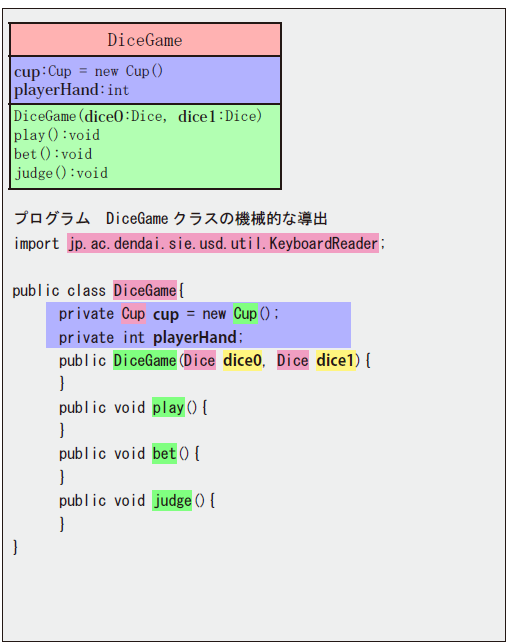 DiceGame
cup:Cup = new Cup()
playerHand:int
DiceGame(dice0:Dice, dice1:Dice)
play():void
bet():void
judge():void
プログラム　DiceGame クラスの機械的な導出
import jp.ac.dendai.sie.usd.util.KeyboardReader;
public class DiceGame{
private Cup cup = new Cup();
private int playerHand;
public DiceGame(Dice dice0, Dice dice1){
}
public void play(){
}
public void bet(){
}
public void judge(){
}
}